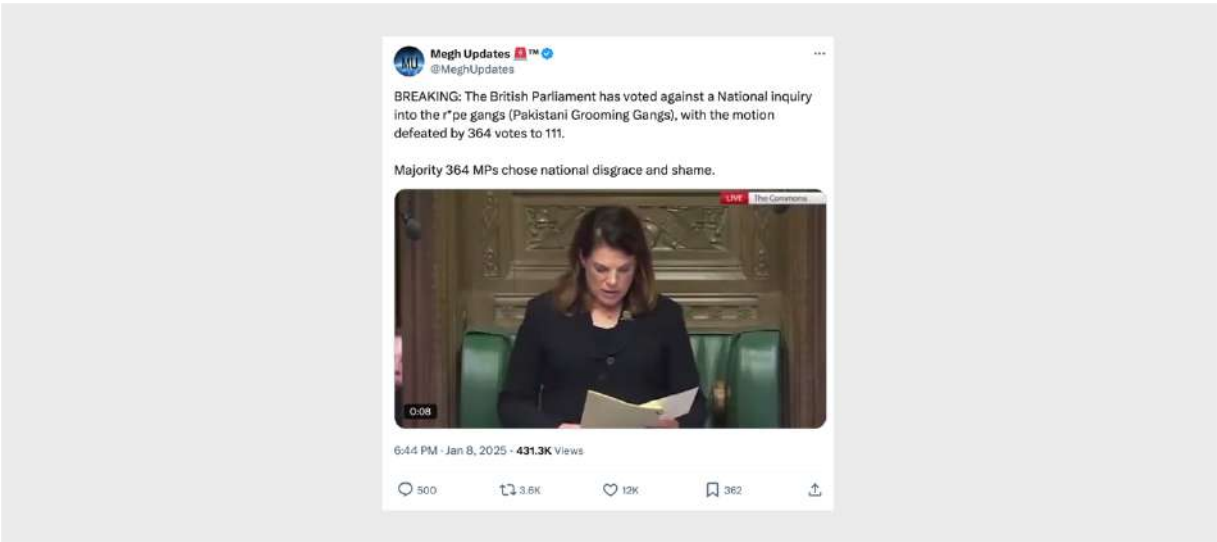 Megh Updates 🚨™
@MeghUpdates
BREAKING: The British Parliament has voted against a National inquiry
into the r*pe gangs (Pakistani Grooming Gangs), with the motion
defeated by 364 votes to 111.
Majority 364 MPs chose national disgrace and shame.
LIVE The Commons
0:08
6:44 PM · Jan 8, 2025 · 431.3K Views
500 3.6K 12K 362